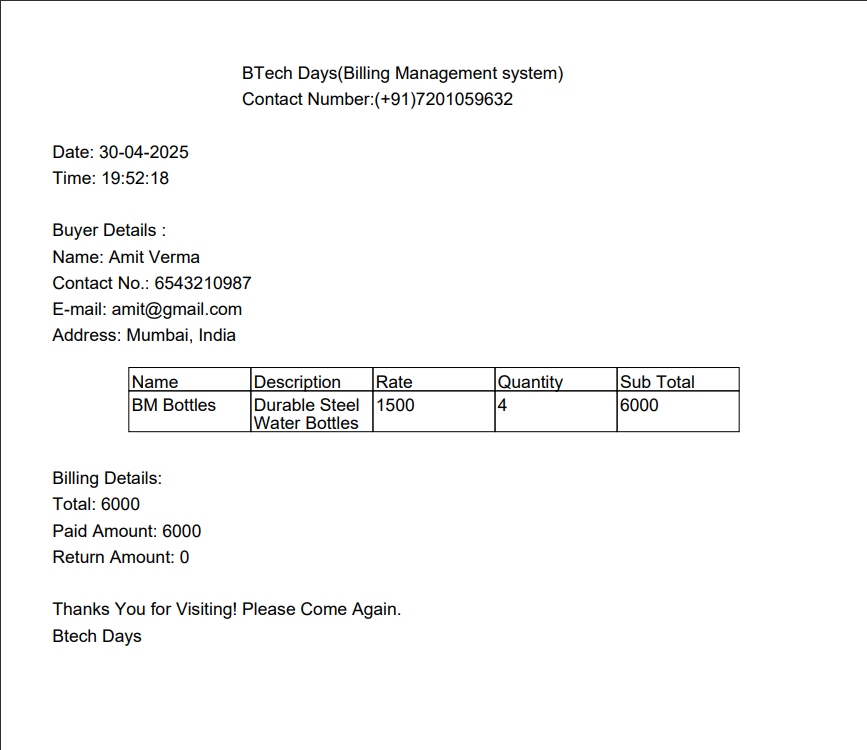 BTech Days(Billing Management system)
Contact Number:(+91)7201059632
Date: 30-04-2025
Time: 19:52:18
Buyer Details :
Name: Amit Verma
Contact No.: 6543210987
E-mail: amit@gmail.com
Address: Mumbai, India
Name Description Rate Quantity Sub Total
BM Bottles Durable Steel 1500 4 6000
Water Bottles
Billing Details:
Total: 6000
Paid Amount: 6000
Return Amount: 0
Thanks You for Visiting! Please Come Again.
Btech Days